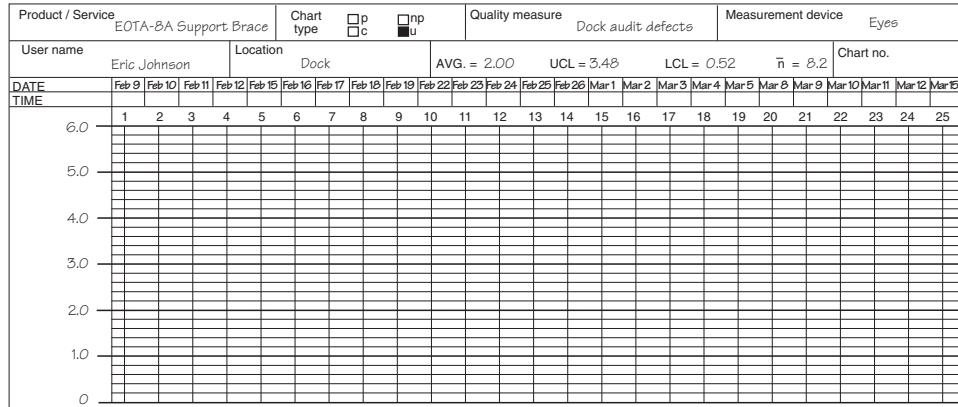 Product / Service EOTA-8A Support Brace Chart type p np c u Quality measure Dock audit defects Measurement device Eyes
User name Eric Johnson Location Dock AVG. = 2.00 UCL = 3.48 LCL = 0.52 n̄ = 8.2 Chart no.
DATE Feb 9 Feb 10 Feb 11 Feb 12 Feb 15 Feb 16 Feb 17 Feb 18 Feb 19 Feb 22 Feb 23 Feb 24 Feb 25 Feb 26 Mar 1 Mar 2 Mar 3 Mar 4 Mar 5 Mar 8 Mar 9 Mar 10 Mar 11 Mar 12 Mar 15
TIME
1 2 3 4 5 6 7 8 9 10 11 12 13 14 15 16 17 18 19 20 21 22 23 24 25
6.0
5.0
4.0
3.0
2.0
1.0
0